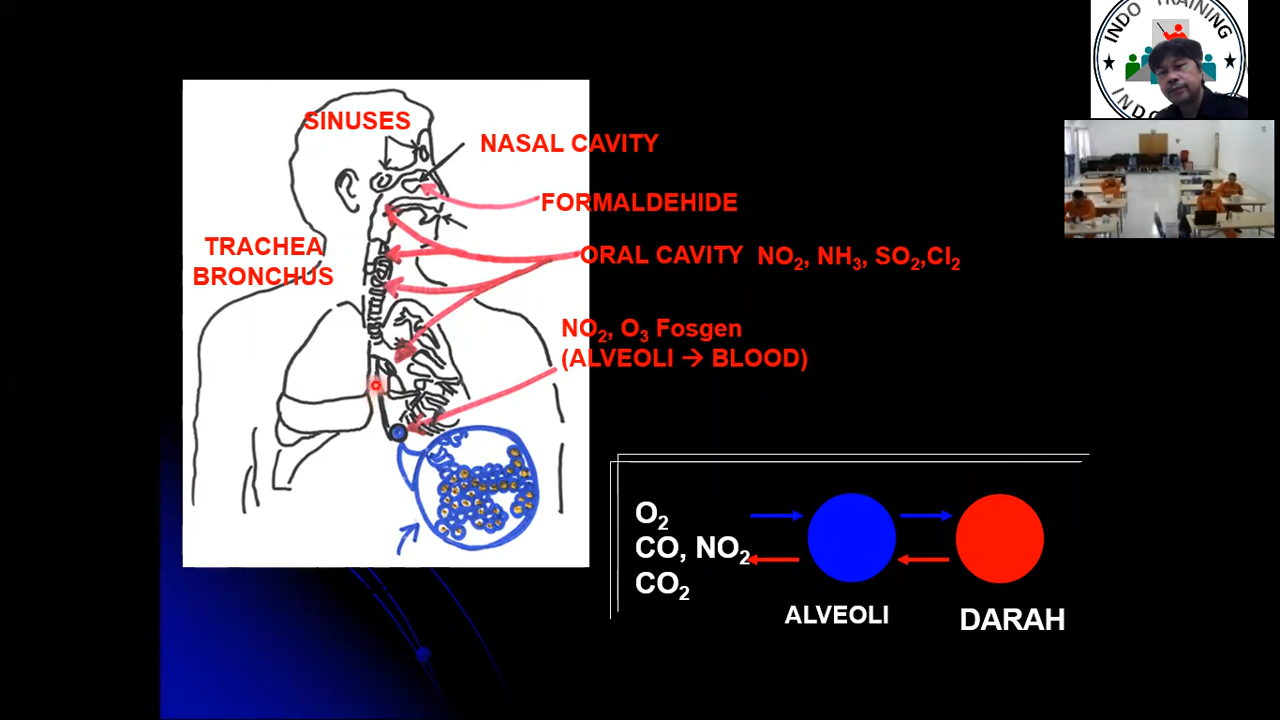 INDO TRAINING
INDO
SINUSES
NASAL CAVITY
FORMALDEHIDE
TRACHEA
BRONCHUS
ORAL CAVITY NO₂, NH₃, SO₂,Cl₂
NO₂, O₃ Fosgen
(ALVEOLI → BLOOD)
O₂
CO, NO₂
CO₂
ALVEOLI
DARAH